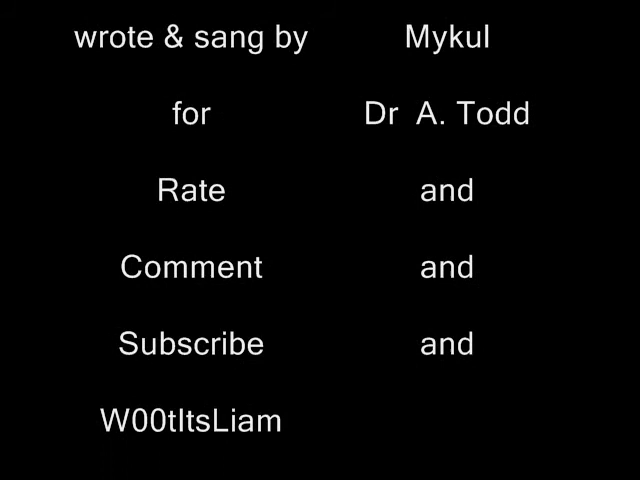 wrote & sang by Mykul
for Dr A. Todd
Rate and
Comment and
Subscribe and
W00tItsLiam